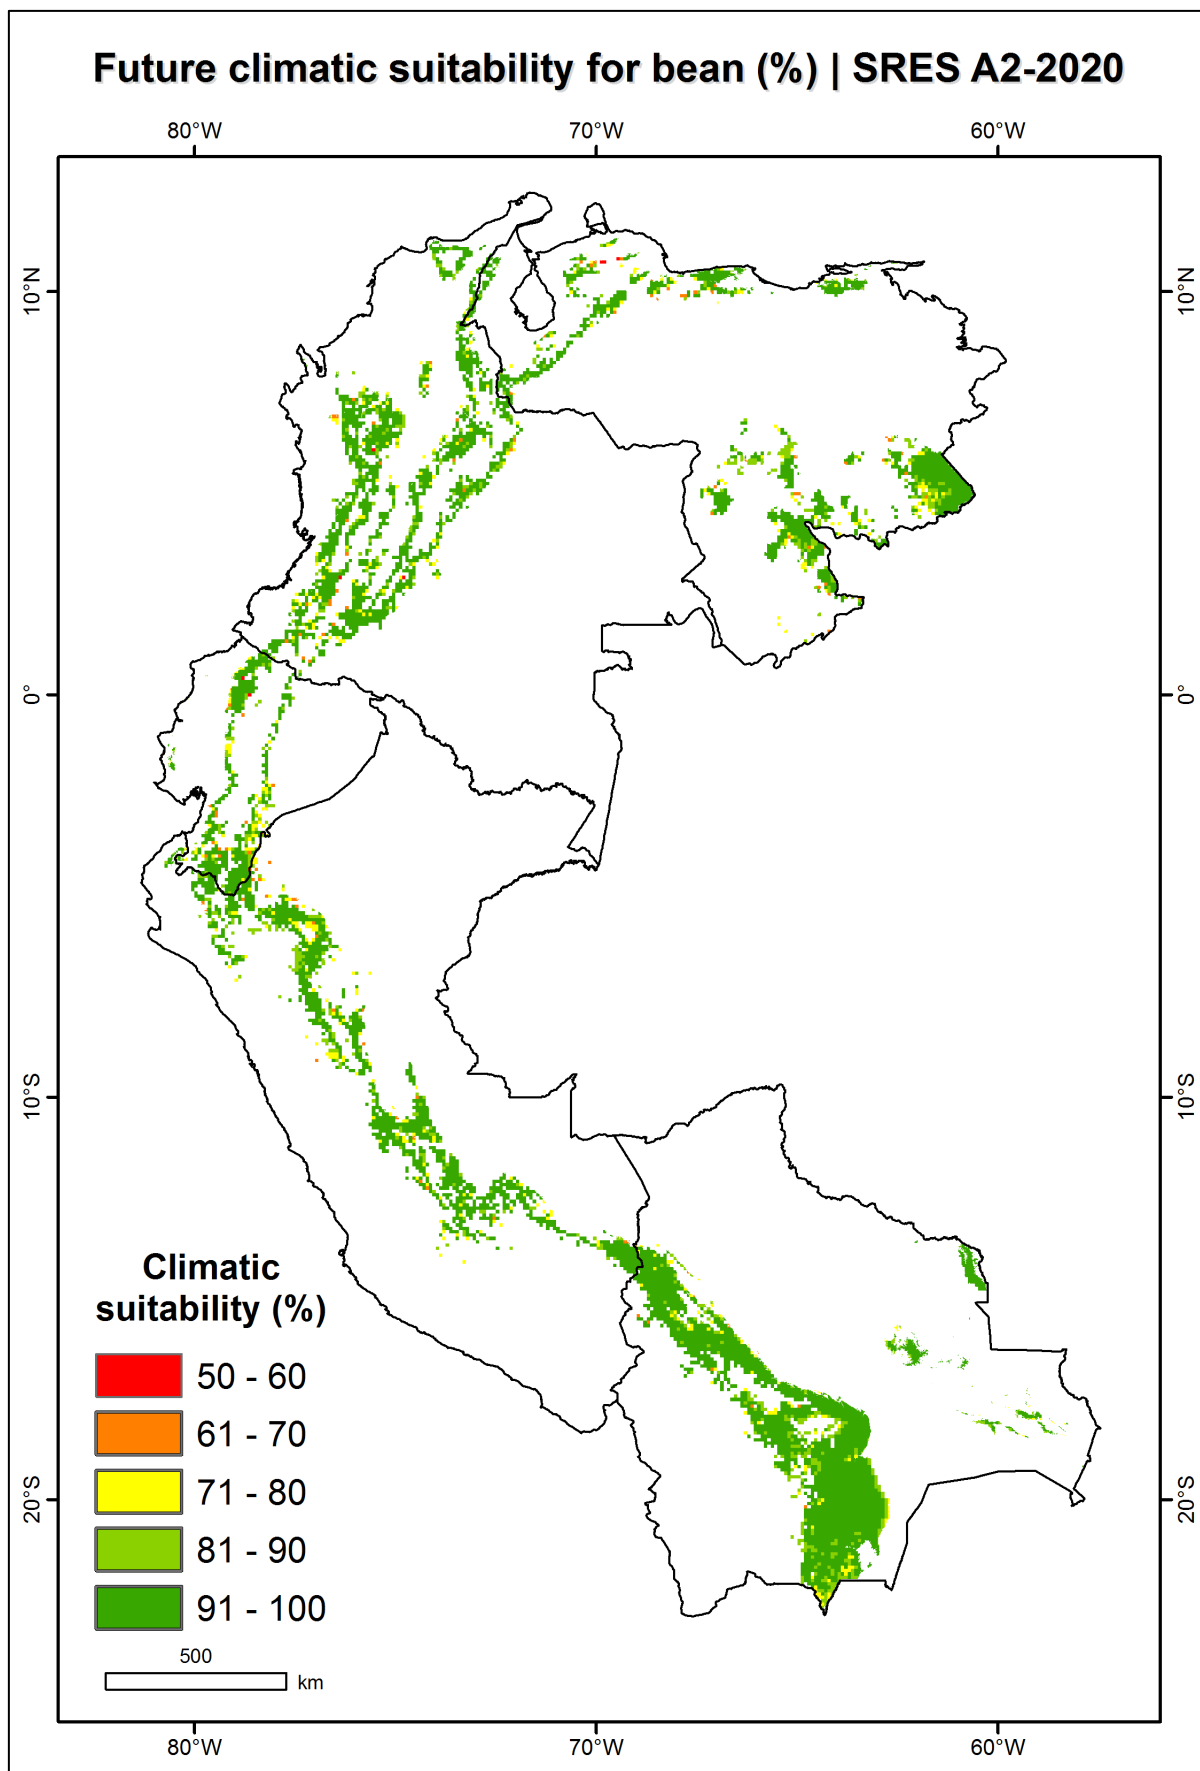 Future climatic suitability for bean (%) | SRES A2-2020
80°W
70°W
60°W
10°N
10°N
0°
0°
10°S
10°S
20°S
20°S
Climatic
suitability (%)
50 - 60
61 - 70
71 - 80
81 - 90
91 - 100
500
km
80°W
70°W
60°W